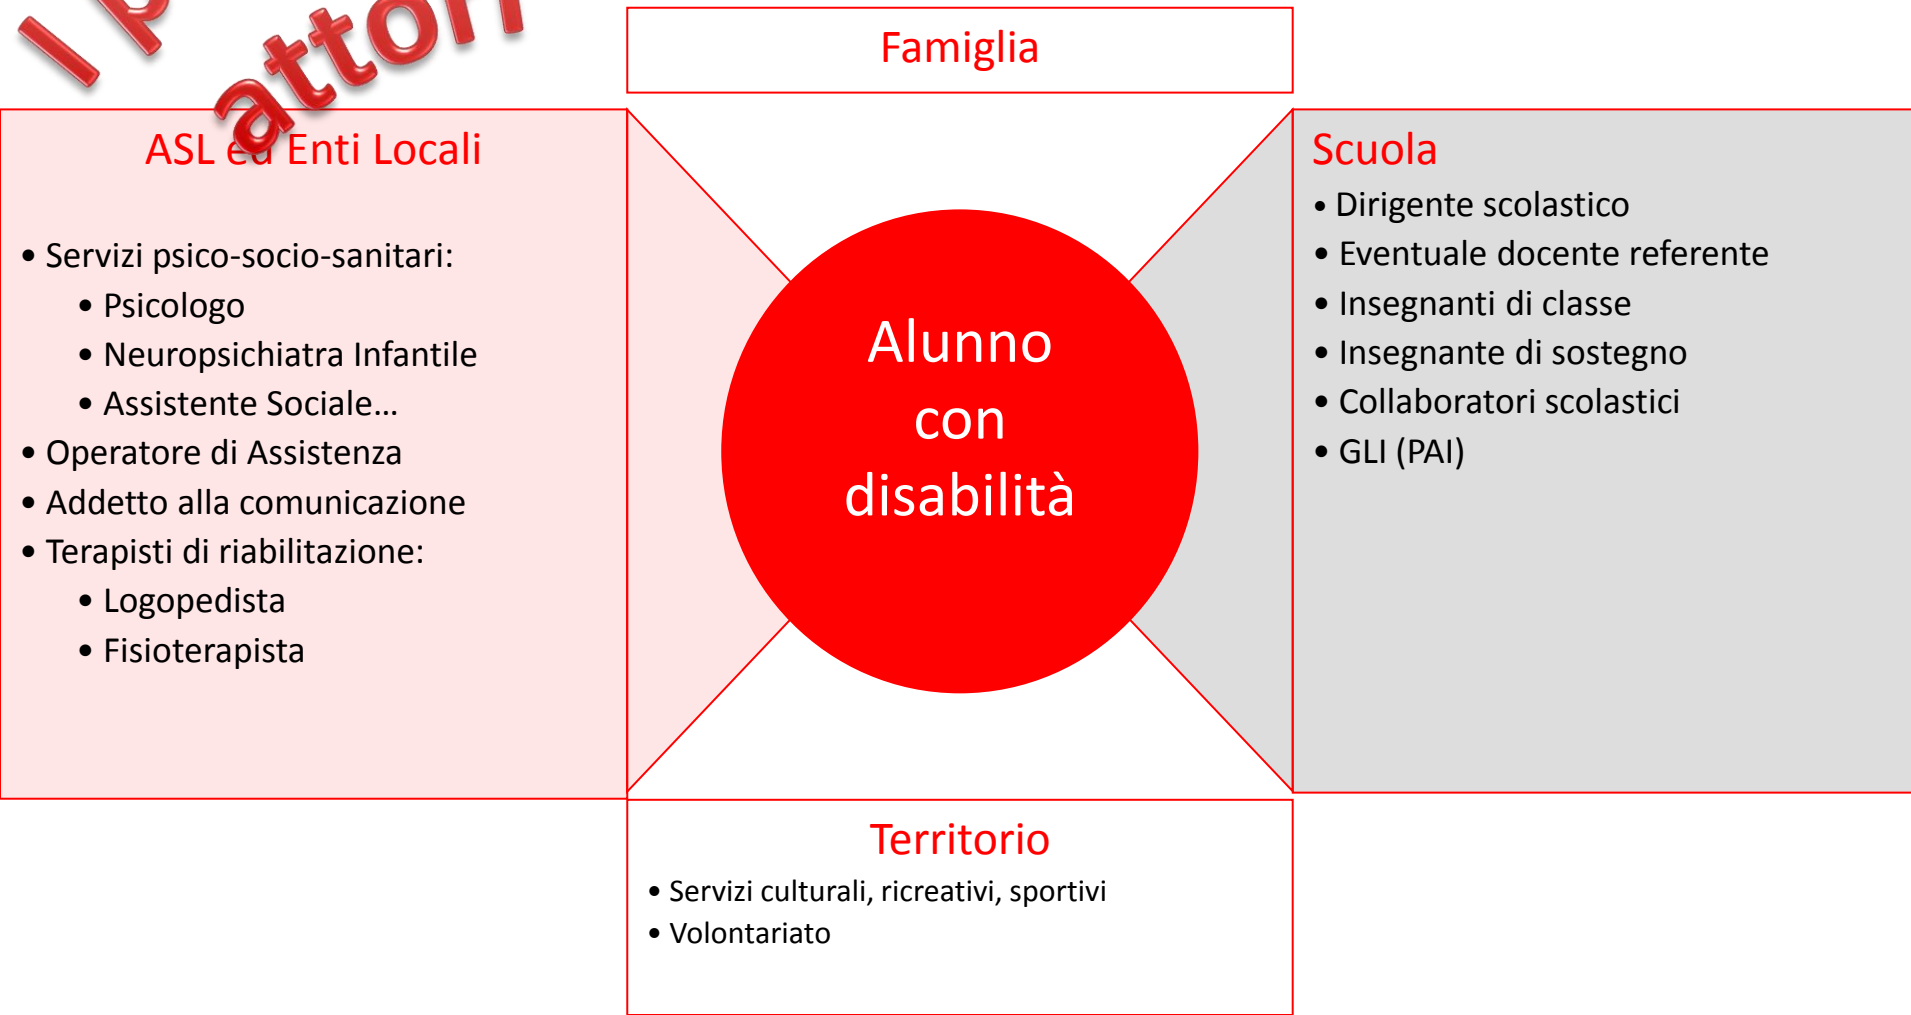 attori
Famiglia
ASL ed Enti Locali
• Servizi psico-socio-sanitari:
• Psicologo
• Neuropsichiatra Infantile
• Assistente Sociale...
• Operatore di Assistenza
• Addetto alla comunicazione
• Terapisti di riabilitazione:
• Logopedista
• Fisioterapista
Alunno
con
disabilità
Scuola
• Dirigente scolastico
• Eventuale docente referente
• Insegnanti di classe
• Insegnante di sostegno
• Collaboratori scolastici
• GLI (PAI)
Territorio
• Servizi culturali, ricreativi, sportivi
• Volontariato